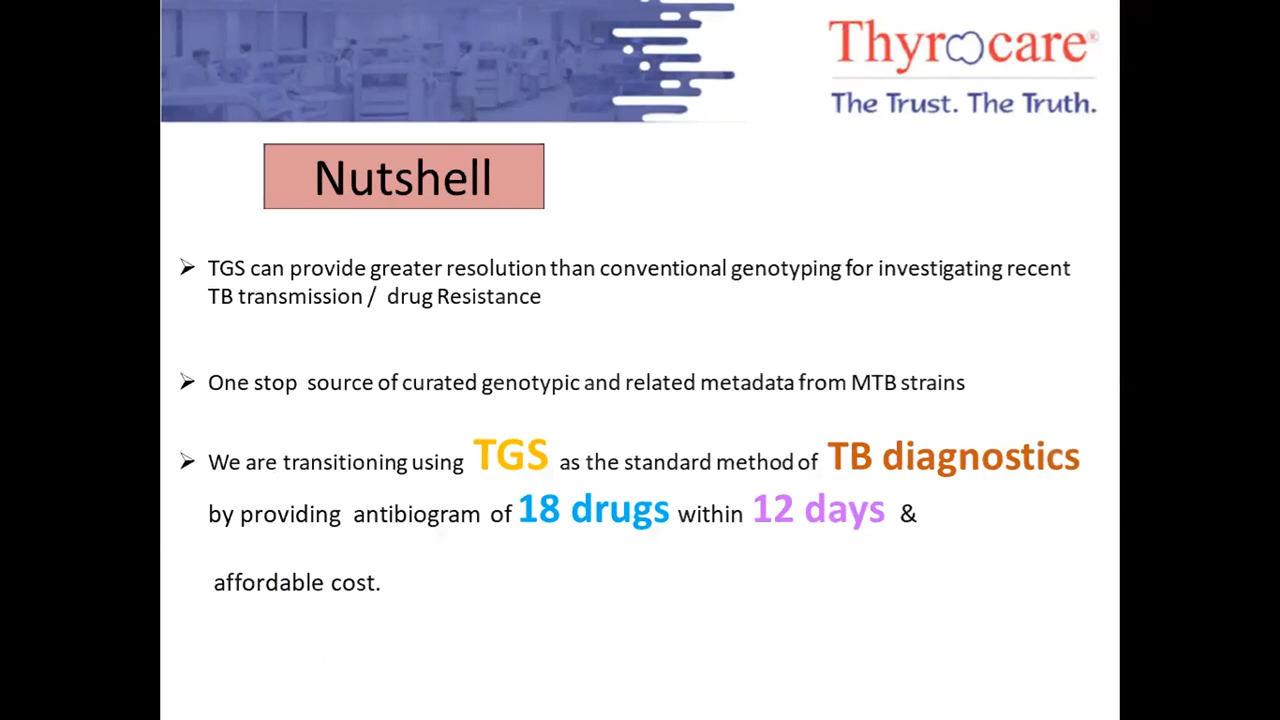 Thyrocare®
The Trust. The Truth.
Nutshell
➢ TGS can provide greater resolution than conventional genotyping for investigating recent
TB transmission / drug Resistance
➢ One stop source of curated genotypic and related metadata from MTB strains
➢ We are transitioning using TGS as the standard method of TB diagnostics
by providing antibiogram of 18 drugs within 12 days &
affordable cost.